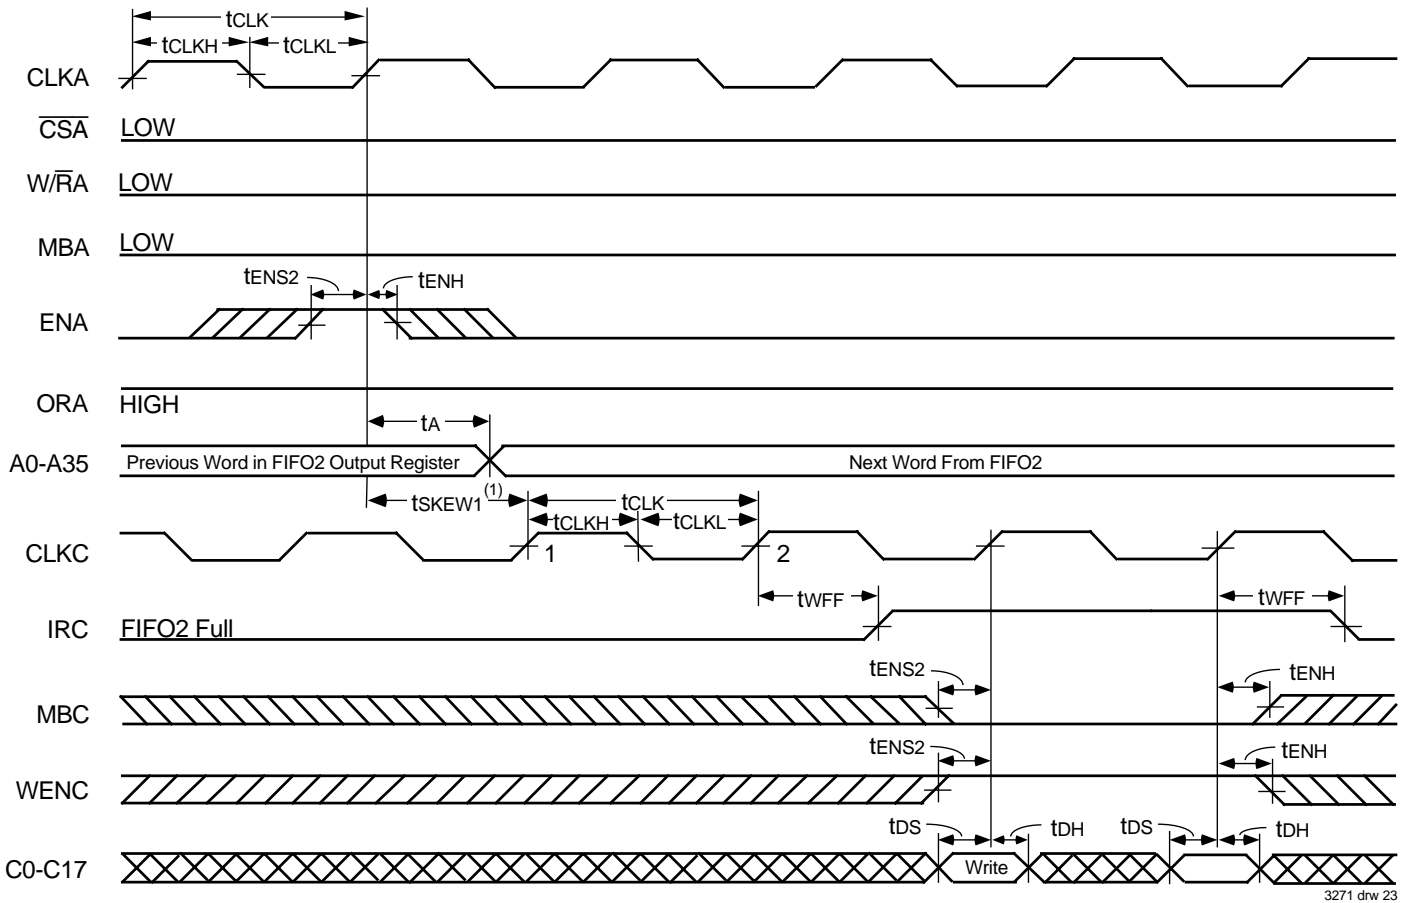 tCLK
tCLKH tCLKL
CLKA
CSA LOW
W/RA LOW
MBA LOW
tENS2 tENH
ENA
ORA HIGH
tA
A0-A35 Previous Word in FIFO2 Output Register Next Word From FIFO2
tSKEW1(1) tCLK
tCLKH tCLKL
CLKC 1 2
tWFF tWFF
IRC FIFO2 Full
tENS2 tENH
MBC
tENS2 tENH
WENC
tDS tDH tDS tDH
C0-C17 Write
3271 drw 23